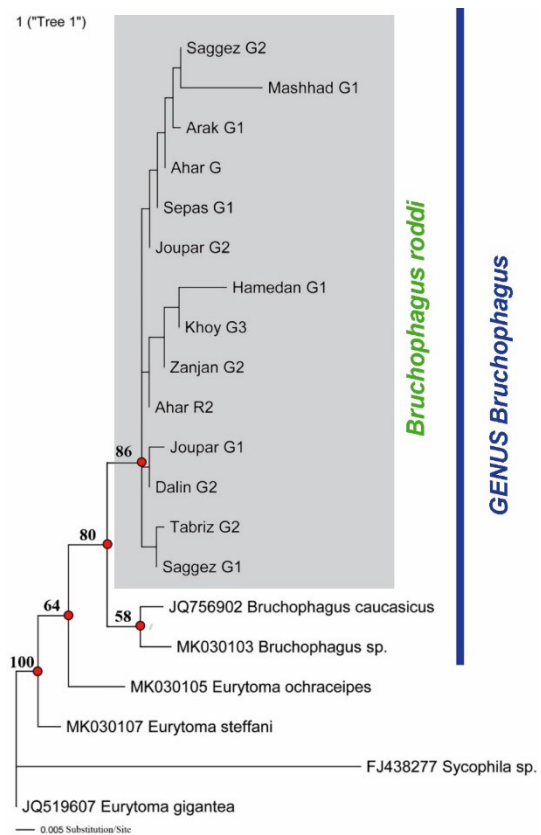 1 ("Tree 1")
Saggez G2
Mashhad G1
Arak G1
Ahar G
Sepas G1
Joupar G2
Hamedan G1
Khoy G3
Zanjan G2
Ahar R2
Joupar G1
Dalin G2
Tabriz G2
Saggez G1
JQ756902 Bruchophagus caucasicus
MK030103 Bruchophagus sp.
MK030105 Eurytoma ochraceipes
MK030107 Eurytoma steffani
FJ438277 Sycophila sp.
JQ519607 Eurytoma gigantea
86
80
58
64
100
Bruchophagus roddi
GENUS Bruchophagus
0.005 Substitution/Site